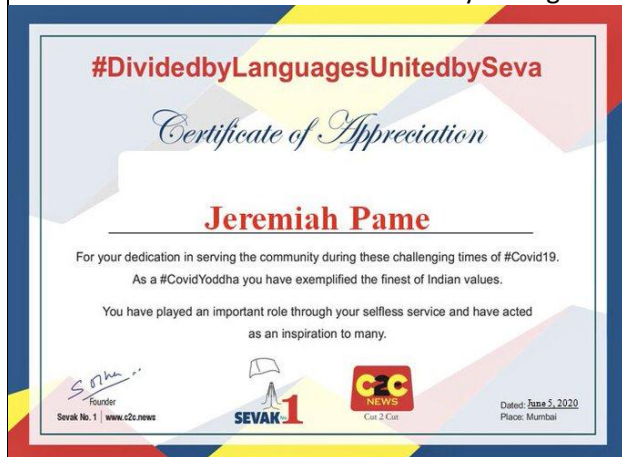 #DividedbyLanguagesUnitedbySeva
Certificate of Appreciation
Jeremiah Pame
For your dedication in serving the community during these challenging times of #Covid19.
As a #CovidYoddha you have exemplified the finest of Indian values.
You have played an important role through your selfless service and have acted
as an inspiration to many.
Founder
Sevak No. 1 | www.c2c.news
SEVAK No. 1
C2C
NEWS
Cut 2 Cut
Dated: June 5, 2020
Place: Mumbai